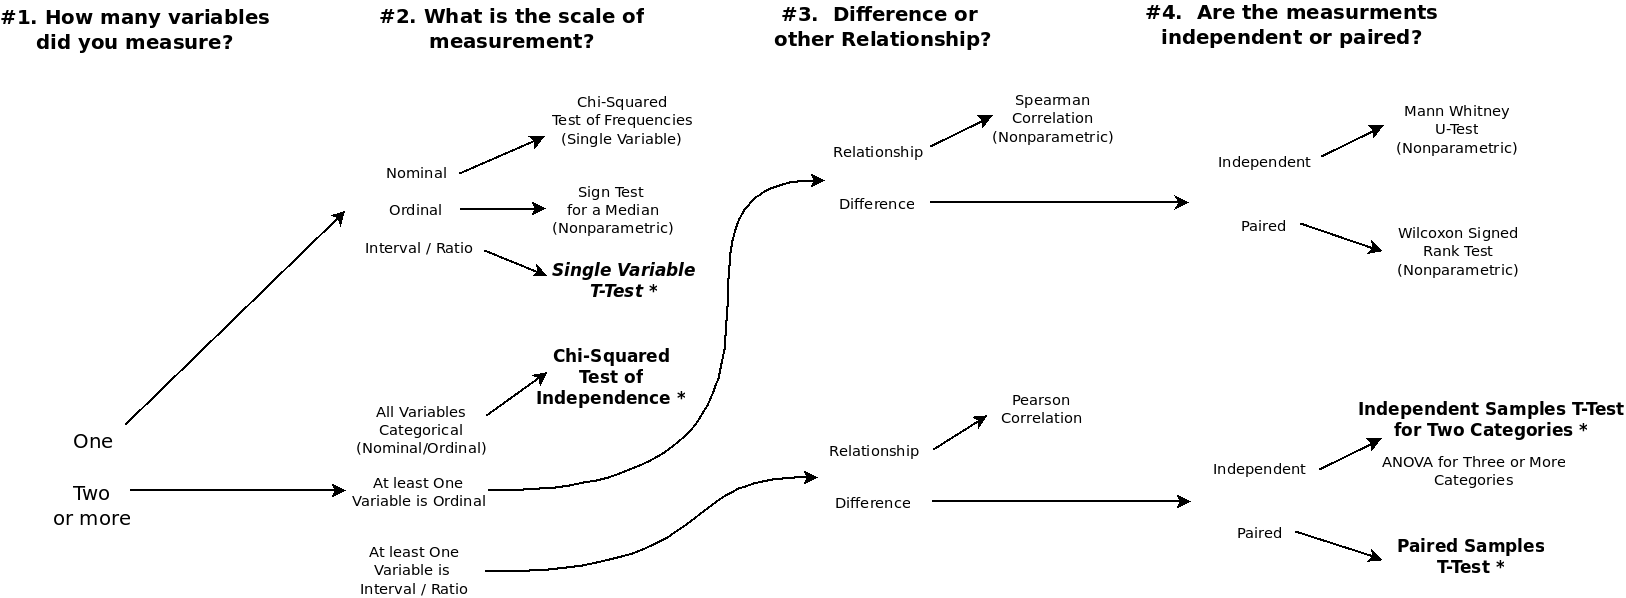 #1. How many variables
did you measure?
#2. What is the scale of
measurement?
#3.  Difference or
other Relationship?
#4.  Are the measurments
independent or paired?
One
Two
or more
Nominal
Ordinal
Interval / Ratio
Chi-Squared
Test of Frequencies
(Single Variable)
Sign Test
for a Median
(Nonparametric)
Single Variable
T-Test *
All Variables
Categorical
(Nominal/Ordinal)
At least One
Variable is Ordinal
At least One
Variable is
Interval / Ratio
Chi-Squared
Test of
Independence *
Relationship
Difference
Spearman
Correlation
(Nonparametric)
Independent
Paired
Mann Whitney
U-Test
(Nonparametric)
Wilcoxon Signed
Rank Test
(Nonparametric)
Relationship
Difference
Pearson
Correlation
Independent
Paired
Independent Samples T-Test
for Two Categories *
ANOVA for Three or More
Categories
Paired Samples
T-Test *